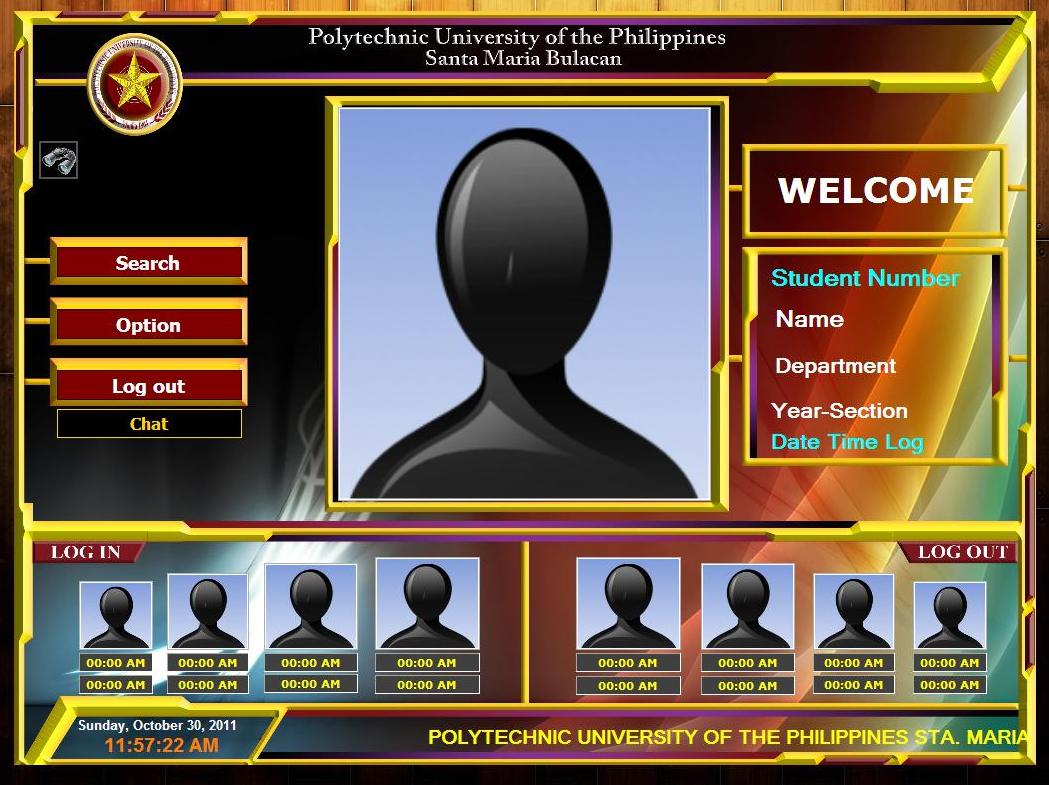 Polytechnic University of the Philippines
Santa Maria Bulacan
WELCOME
Search
Option
Log out
Chat
Student Number
Name
Department
Year-Section
Date Time Log
LOG IN
LOG OUT
00:00 AM 00:00 AM 00:00 AM 00:00 AM 00:00 AM 00:00 AM 00:00 AM 00:00 AM
00:00 AM 00:00 AM 00:00 AM 00:00 AM 00:00 AM 00:00 AM 00:00 AM 00:00 AM
Sunday, October 30, 2011
11:57:22 AM
POLYTECHNIC UNIVERSITY OF THE PHILIPPINES STA. MARIA